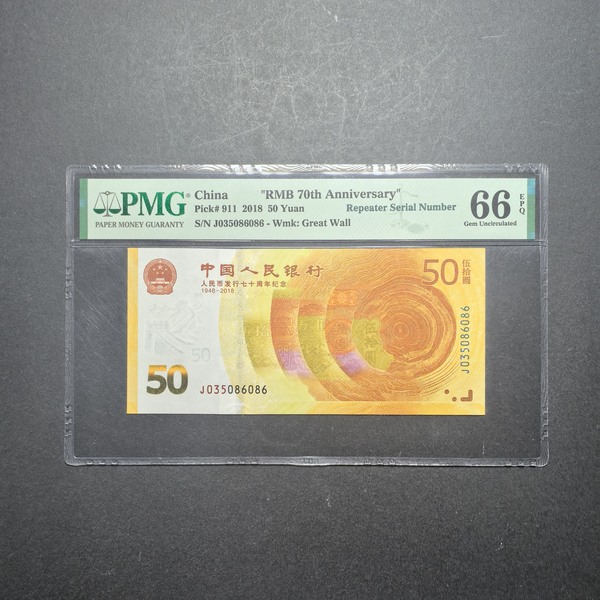 PMG
PAPER MONEY GUARANTY
China "RMB 70th Anniversary"
Pick# 911 2018 50 Yuan Repeater Serial Number
S/N J035086086 - Wmk: Great Wall
66
EPQ
Gem Uncirculated
中国人民银行
人民币发行七十周年纪念
1948-2018
50
伍拾圆
50
50
J035086086
J035086086